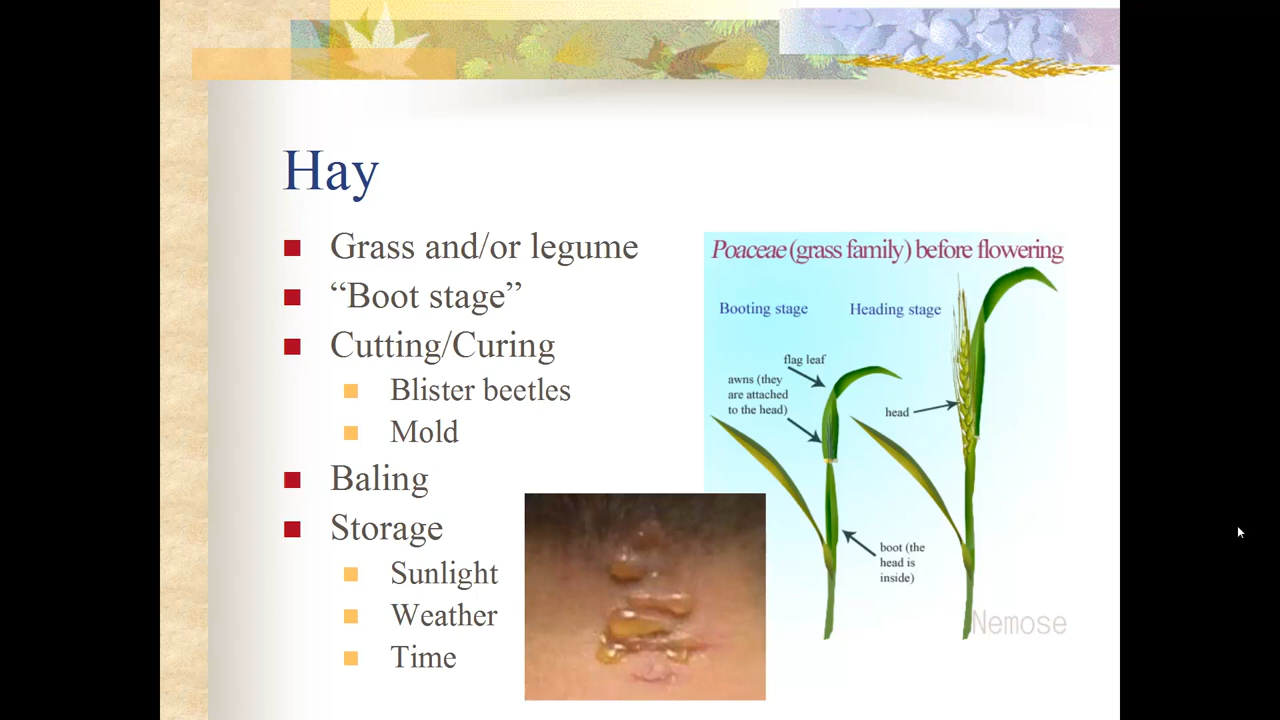 Hay
Grass and/or legume
“Boot stage”
Cutting/Curing
Blister beetles
Mold
Baling
Storage
Sunlight
Weather
Time
Poaceae (grass family) before flowering
Booting stage
Heading stage
flag leaf
awns (they
are attached
to the head)
head
boot (the
head is
inside)
Nemose